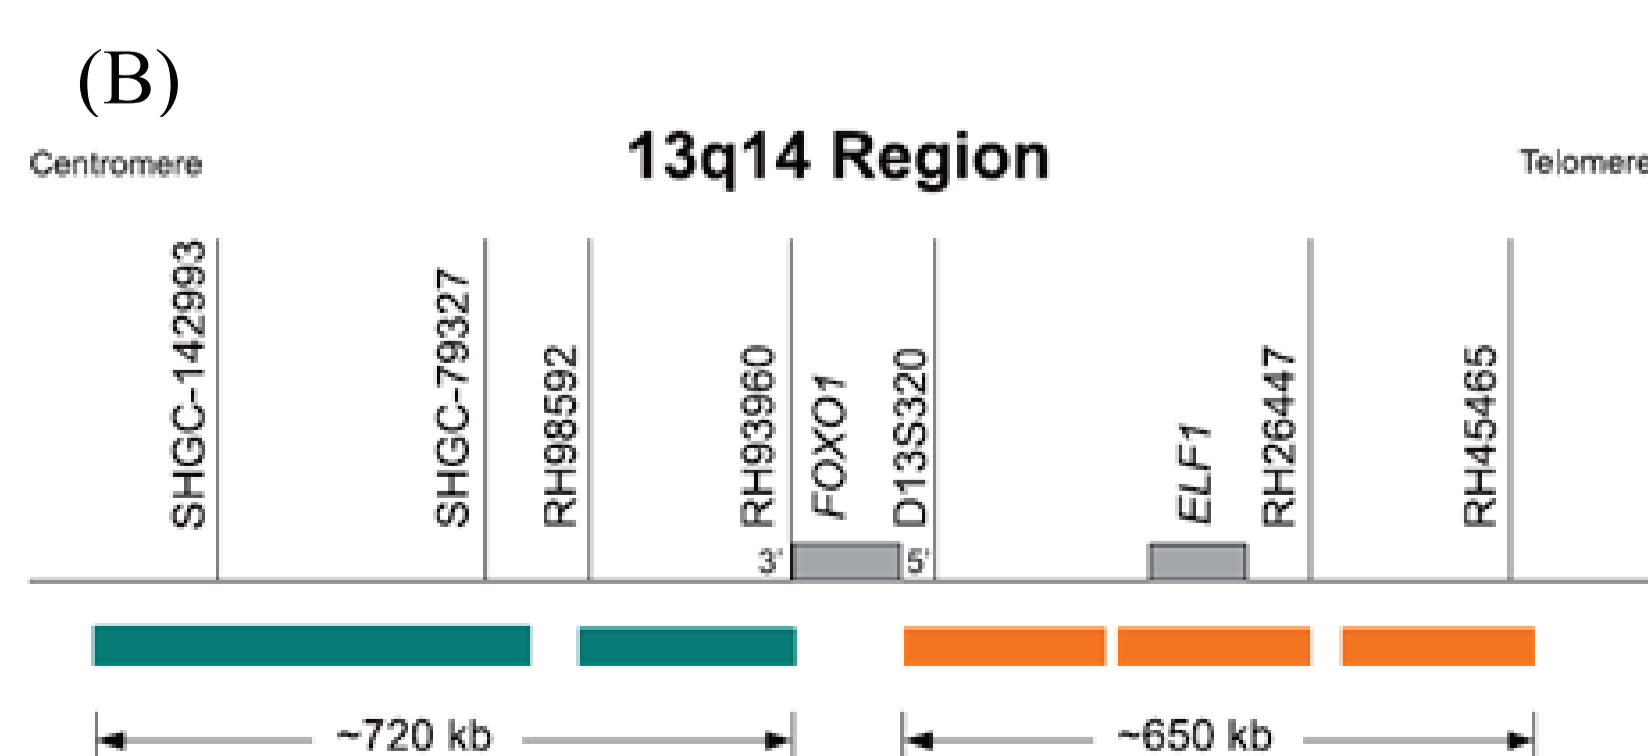 (B)
13q14 Region
Centromere
Telomere
SHGC-142993
SHGC-79327
RH98592
RH93960
FOXO1
D13S320
ELF1
RH26447
RH45465
3'
5'
~720 kb
~650 kb